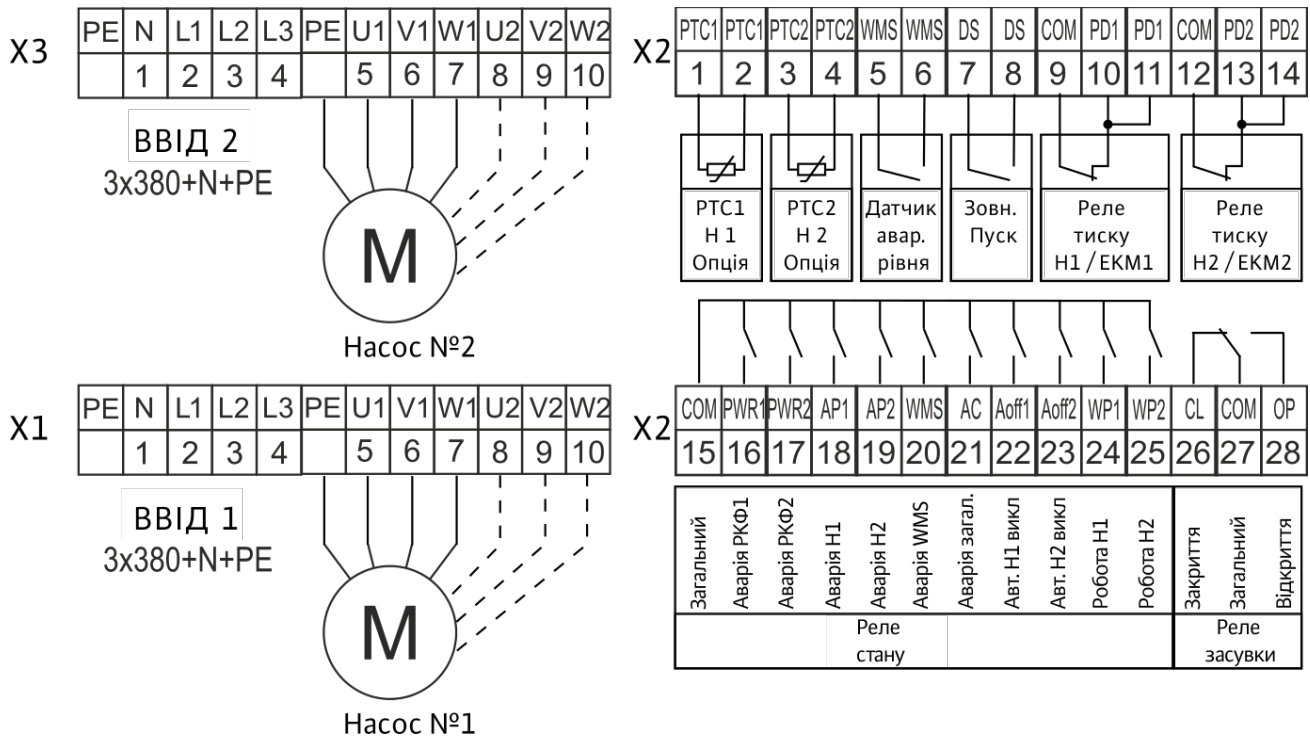 X3
PE N L1 L2 L3 PE U1 V1 W1 U2 V2 W2
1 2 3 4 5 6 7 8 9 10
ВВІД 2
3x380+N+PE
M
Насос №2
X1
PE N L1 L2 L3 PE U1 V1 W1 U2 V2 W2
1 2 3 4 5 6 7 8 9 10
ВВІД 1
3x380+N+PE
M
Насос №1
X2
PTC1 PTC1 PTC2 PTC2 WMS WMS DS DS COM PD1 PD1 COM PD2 PD2
1 2 3 4 5 6 7 8 9 10 11 12 13 14
PTC1
Н 1
Опція
PTC2
Н 2
Опція
Датчик
авар.
рівня
Зовн.
Пуск
Реле
тиску
Н1 / ЕКМ1
Реле
тиску
Н2 / ЕКМ2
X2
COM PWR1 PWR2 AP1 AP2 WMS AC Aoff1 Aoff2 WP1 WP2 CL COM OP
15 16 17 18 19 20 21 22 23 24 25 26 27 28
Загальний
Аварія РКФ1
Аварія РКФ2
Аварія Н1
Аварія Н2
Аварія WMS
Аварія загал.
Авт. Н1 викл
Авт. Н2 викл
Робота Н1
Робота Н2
Закриття
Загальний
Відкриття
Реле
стану
Реле
засувки